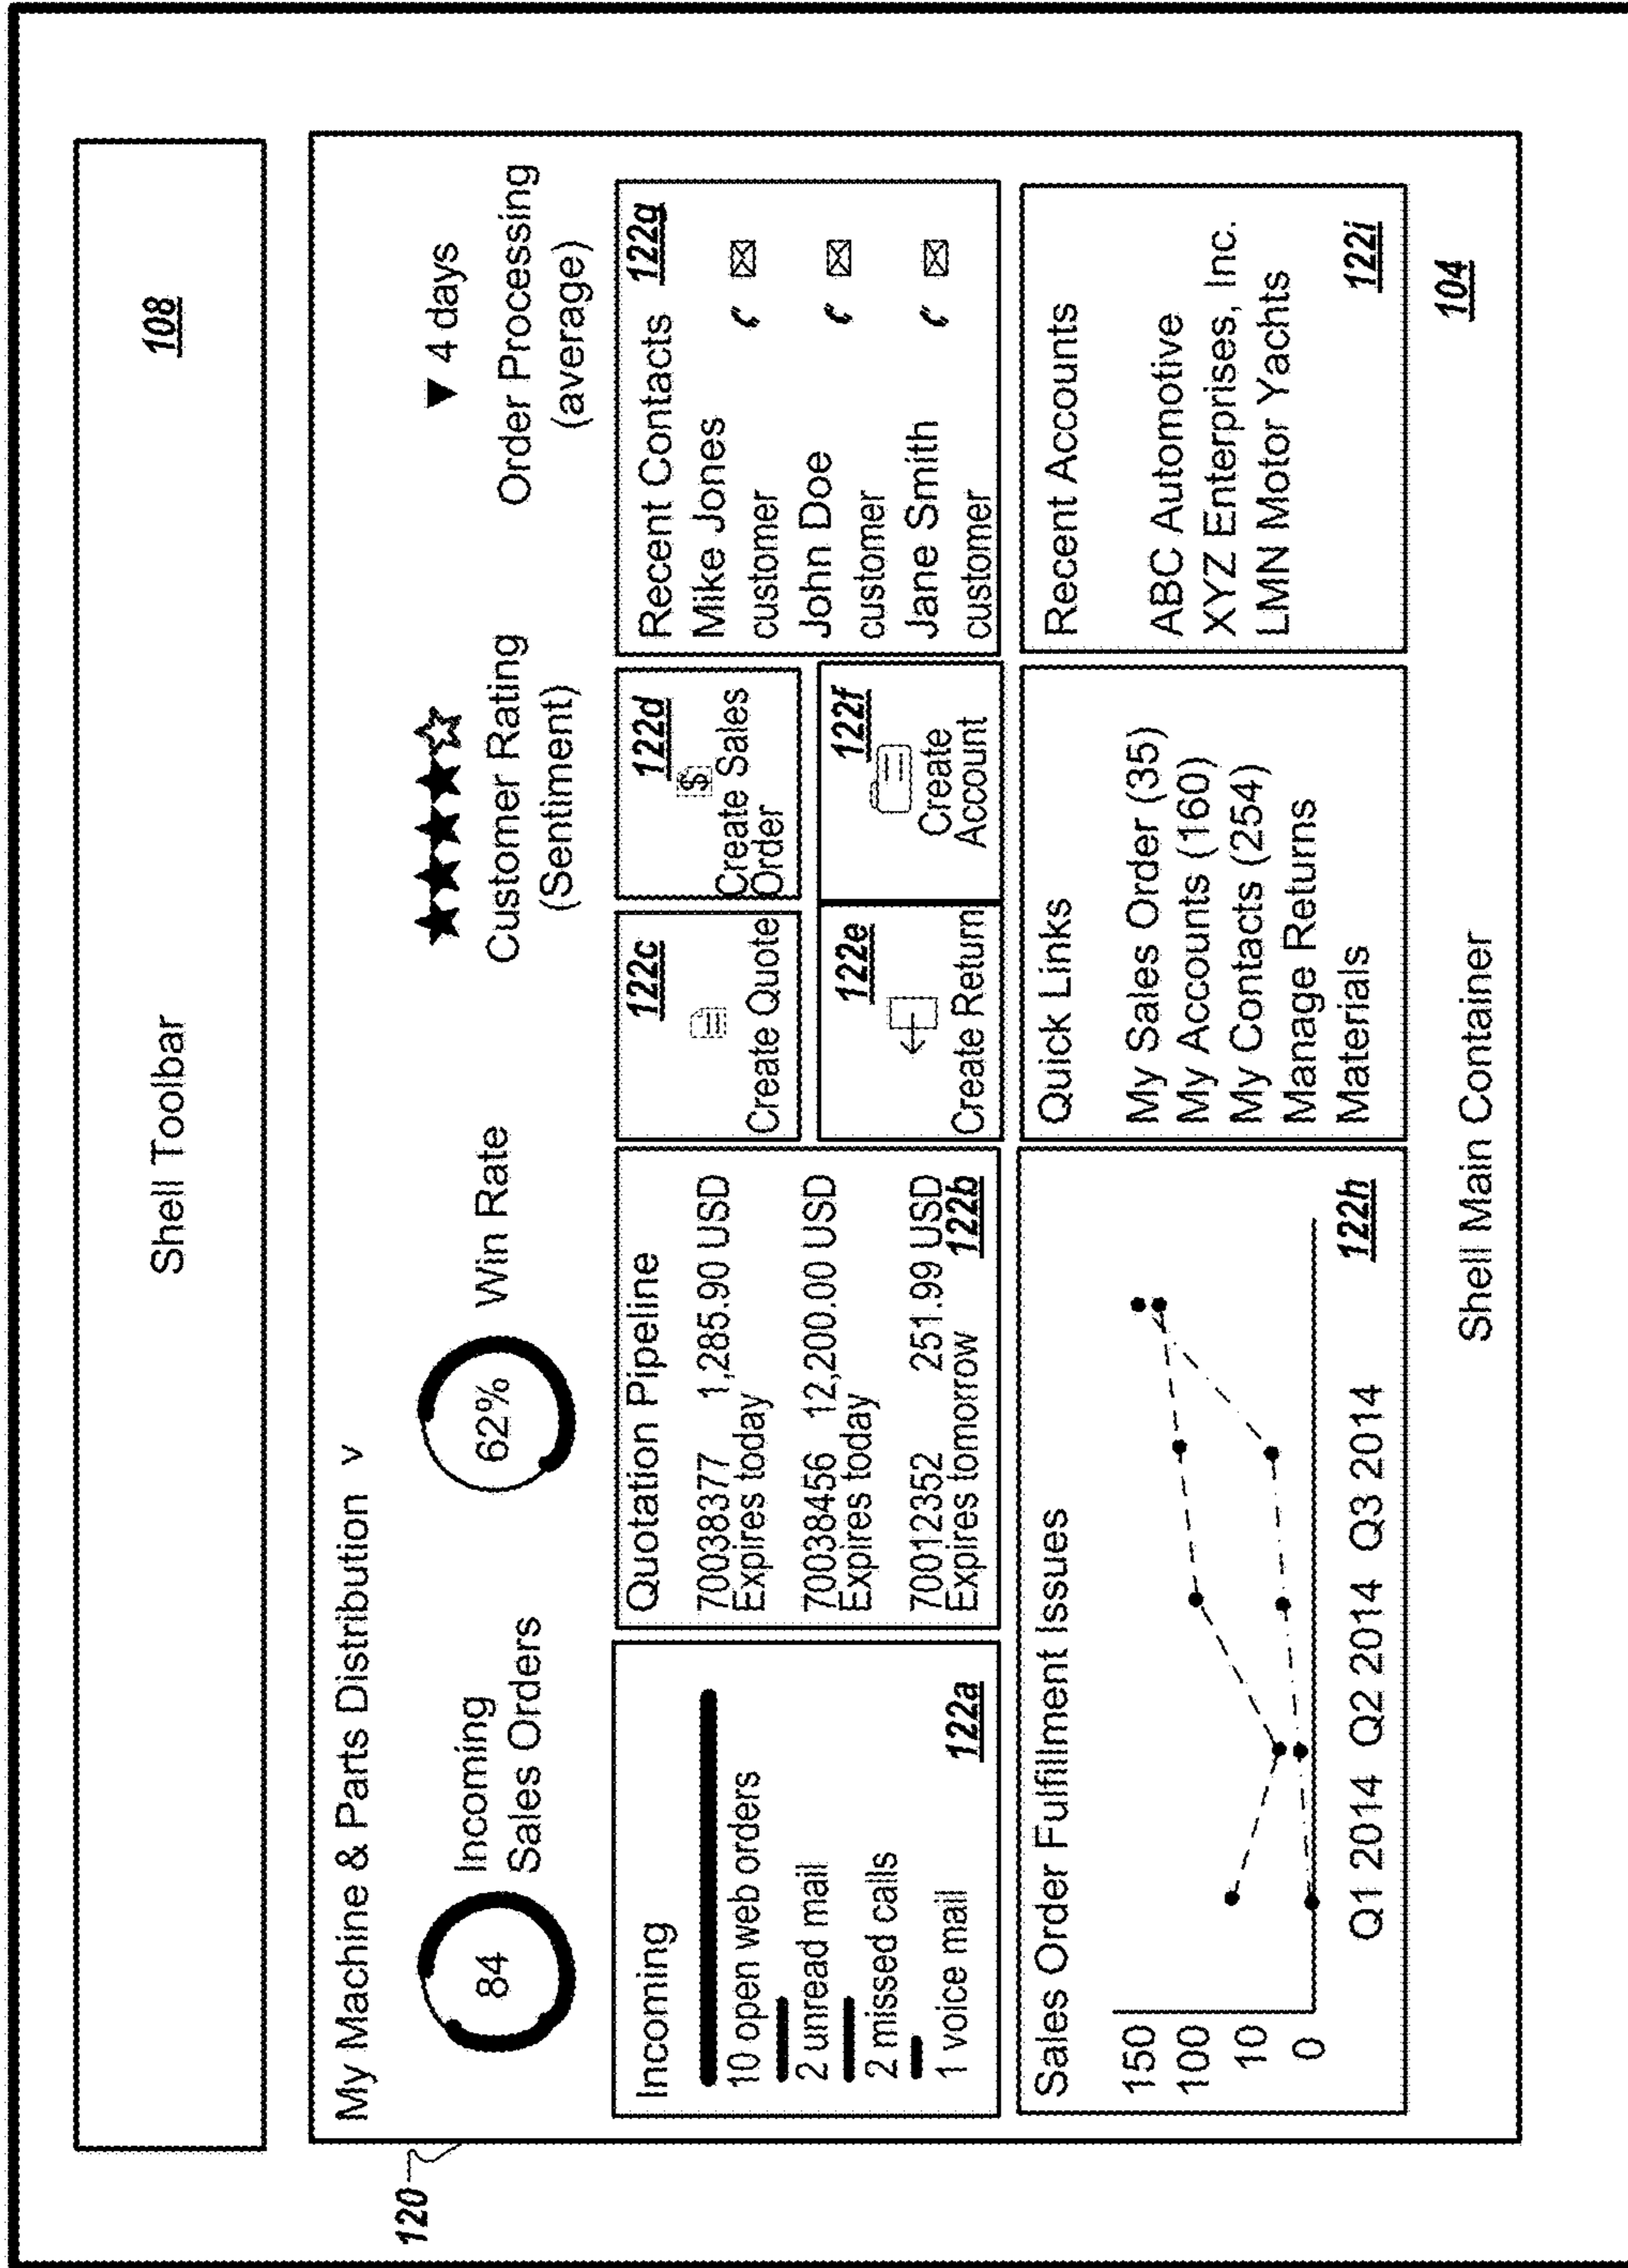 Shell Toolbar
108
120
My Machine & Parts Distribution v
84
Incoming
Sales Orders
62%
Win Rate
Customer Rating
(Sentiment)
▼ 4 days
Order Processing
(average)
Incoming
10 open web orders
2 unread mail
2 missed calls
1 voice mail
122a
Quotation Pipeline
70038377 1,285.90 USD
Expires today
70038456 12,200.00 USD
Expires today
70012352 251.99 USD
Expires tomorrow
122b
122c
Create Quote
122d
$
Create Sales
Order
122e
Create Return
122f
Create
Account
Recent Contacts
122g
Mike Jones
customer
John Doe
customer
Jane Smith
customer
Sales Order Fulfillment Issues
150
100
10
0
Q1 2014 Q2 2014 Q3 2014
122h
Quick Links
My Sales Order (35)
My Accounts (160)
My Contacts (254)
Manage Returns
Materials
Recent Accounts
ABC Automotive
XYZ Enterprises, Inc.
LMN Motor Yachts
122i
Shell Main Container
104